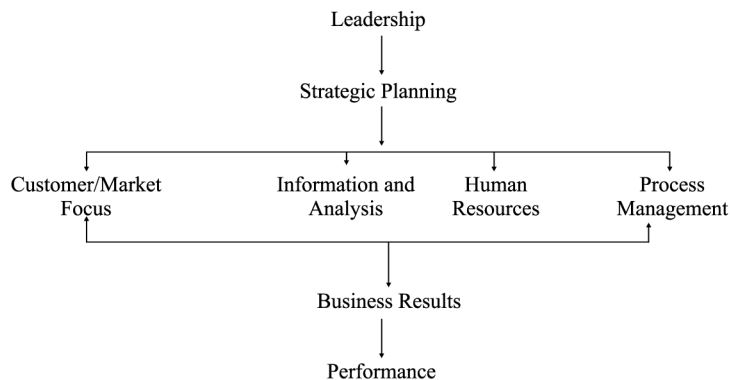 Leadership
Strategic Planning
Customer/Market
Focus
Information and
Analysis
Human
Resources
Process
Management
Business Results
Performance